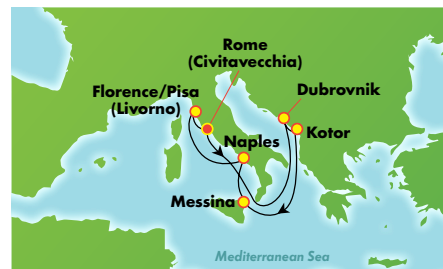 Rome
(Civitavecchia)
Florence/Pisa
(Livorno)
Dubrovnik
Kotor
Naples
Messina
Mediterranean Sea